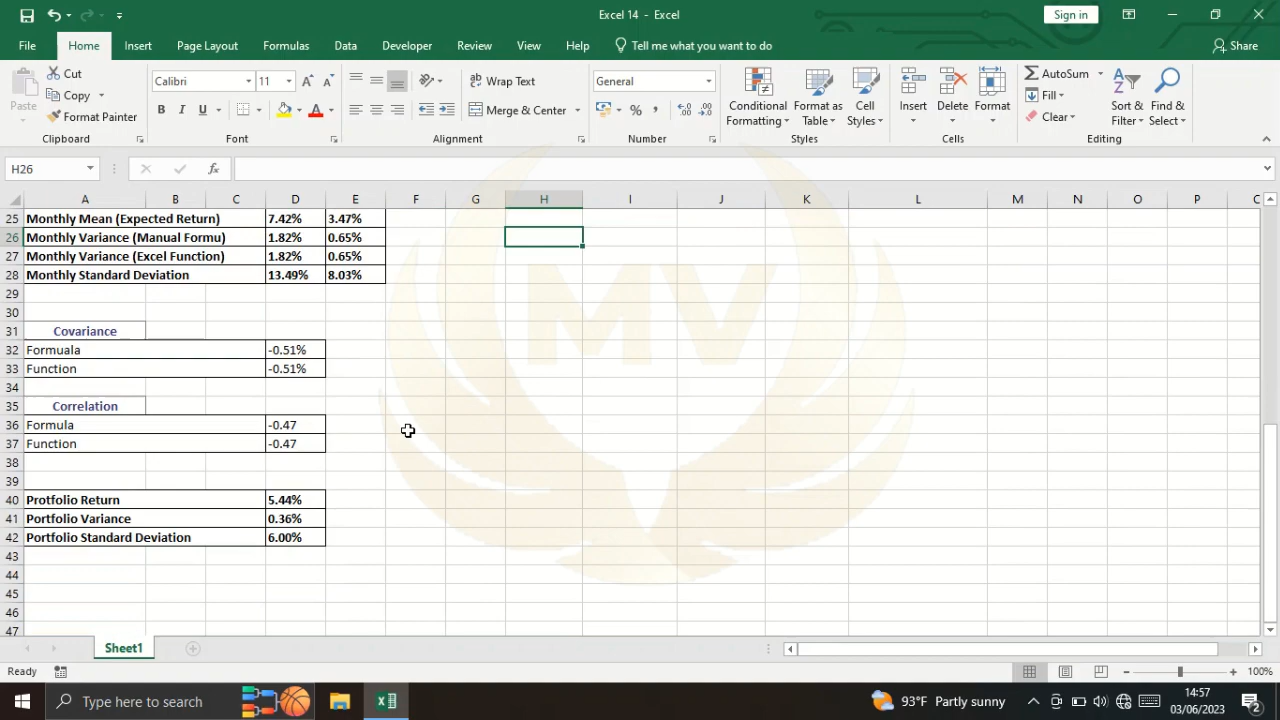 Excel 14 - Excel
Sign in
File Home Insert Page Layout Formulas Data Developer Review View Help Tell me what you want to do Share
Paste Cut
Copy
Format Painter
Calibri 11
B I U
Wrap Text
Merge & Center
General
% ,
Conditional Formatting
Format as Table
Cell Styles
Insert Delete Format
AutoSum
Fill
Clear
Sort & Filter
Find & Select
Clipboard Font Alignment Number Styles Cells Editing
H26 fx
A B C D E F G H I J K L M N O P C
25 Monthly Mean (Expected Return) 7.42% 3.47%
26 Monthly Variance (Manual Formu) 1.82% 0.65%
27 Monthly Variance (Excel Function) 1.82% 0.65%
28 Monthly Standard Deviation 13.49% 8.03%
29
30
31 Covariance
32 Formuala -0.51%
33 Function -0.51%
34
35 Correlation
36 Formula -0.47
37 Function -0.47
38
39
40 Protfolio Return 5.44%
41 Portfolio Variance 0.36%
42 Portfolio Standard Deviation 6.00%
43
44
45
46
47
MV
Sheet1
Ready 100%
Type here to search
93°F Partly sunny
14:57
03/06/2023
2